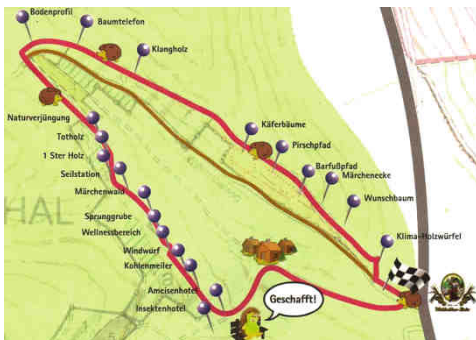 Bodenprofil
Baumtelefon
Klangholz
Naturverjüngung
Totholz
1 Ster Holz
Seilstation
Märchenwald
Sprunggrube
Wellnessbereich
Windwurf
Kohlenmeiler
Ameisenhotel
Insektenhotel
Käferbäume
Pirschpfad
Barfußpfad
Märchenecke
Wunschbaum
Klima-Holzwürfel
Geschafft!
HAL